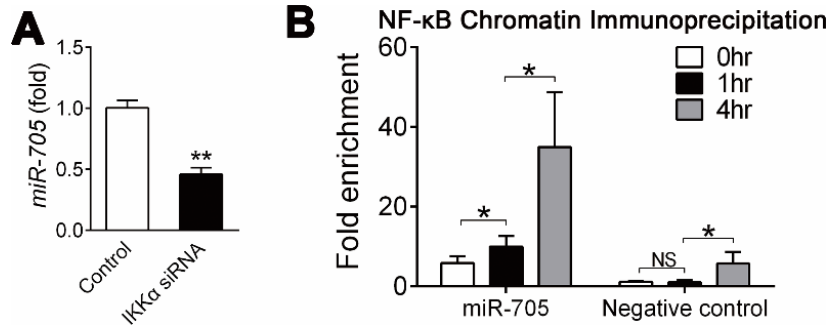 A
miR-705 (fold)
1.5
1.0
0.5
0.0
**
Control
IKKα siRNA
B
NF-κB Chromatin Immunoprecipitation
Fold enrichment
60
40
20
0
0hr
1hr
4hr
*
*
NS
*
miR-705
Negative control